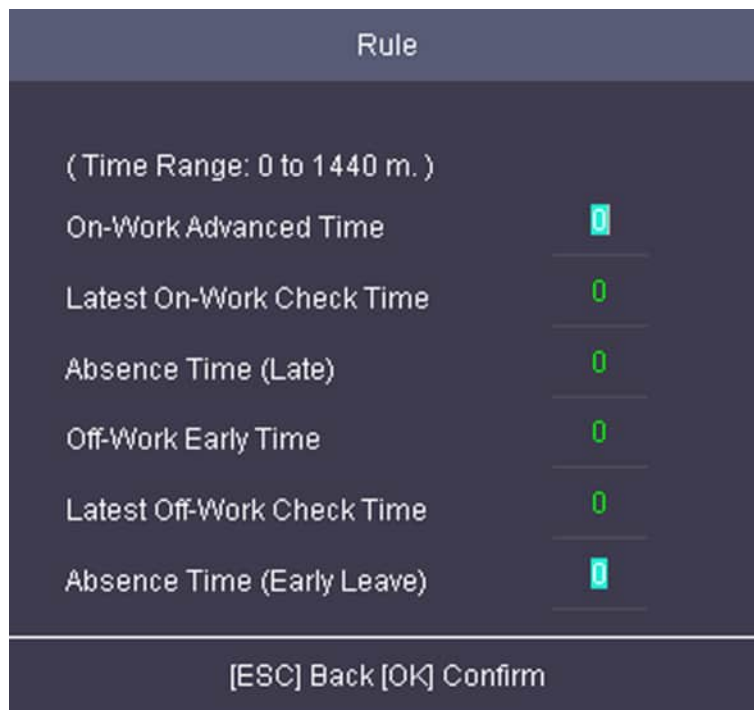 Rule
( Time Range: 0 to 1440 m. )
On-Work Advanced Time 0
Latest On-Work Check Time 0
Absence Time (Late) 0
Off-Work Early Time 0
Latest Off-Work Check Time 0
Absence Time (Early Leave) 0
[ESC] Back [OK] Confirm